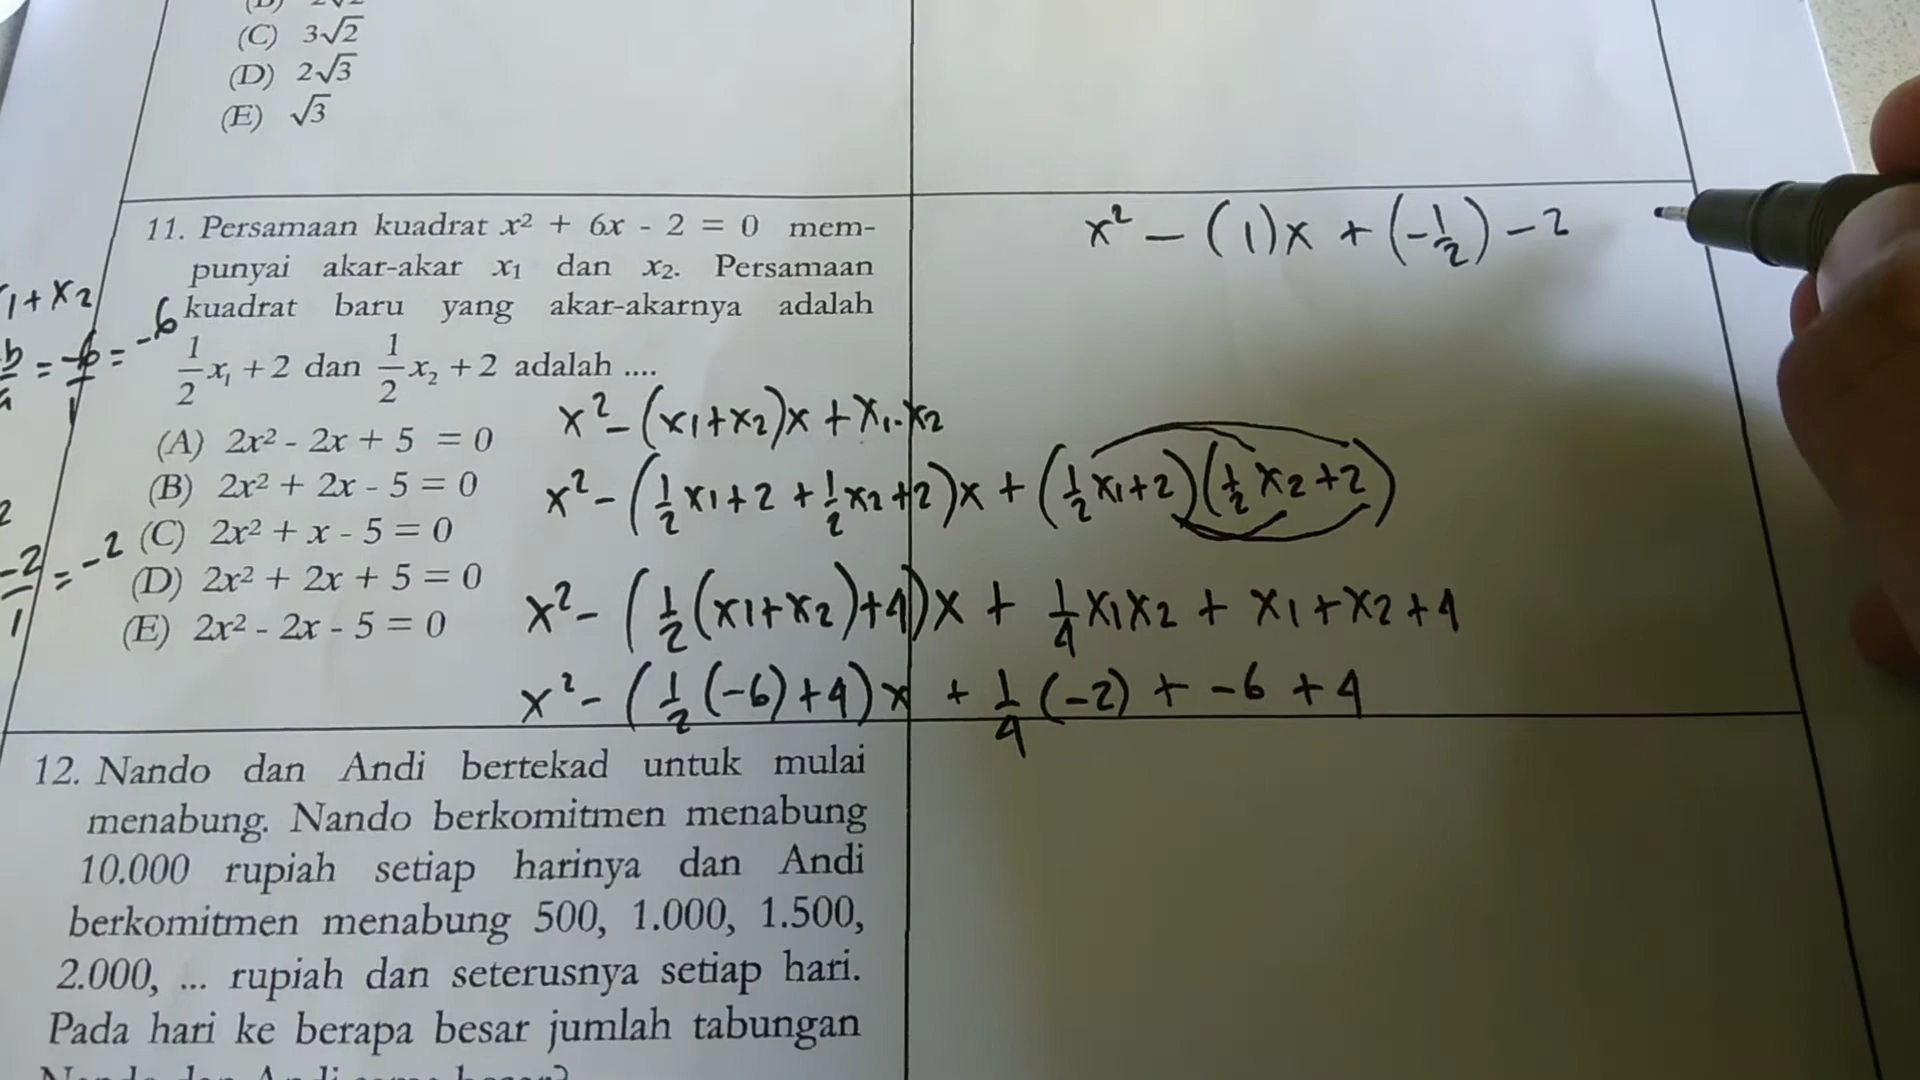 (C) 3√2
(D) 2√3
(E) √3
11. Persamaan kuadrat x² + 6x - 2 = 0 mem-
punyai akar-akar x₁ dan x₂. Persamaan
kuadrat baru yang akar-akarnya adalah
1/2 x₁ + 2 dan 1/2 x₂ + 2 adalah ....
(A) 2x² - 2x + 5 = 0
(B) 2x² + 2x - 5 = 0
(C) 2x² + x - 5 = 0
(D) 2x² + 2x + 5 = 0
(E) 2x² - 2x - 5 = 0
1+x2
= -6/1 = -6
-2/1 = -2
x² - (x1+x2)x + x1.x2
x² - (1/2 x1+2 + 1/2 x2+2)x + (1/2 x1+2)(1/2 x2+2)
x² - (1/2 (x1+x2)+4)x + 1/4 x1x2 + x1+x2+4
x² - (1/2 (-6)+4)x + 1/4 (-2) + -6 + 4
x² - (1)x + (-1/2) - 2
12. Nando dan Andi bertekad untuk mulai
menabung. Nando berkomitmen menabung
10.000 rupiah setiap harinya dan Andi
berkomitmen menabung 500, 1.000, 1.500,
2.000, ... rupiah dan seterusnya setiap hari.
Pada hari ke berapa besar jumlah tabungan